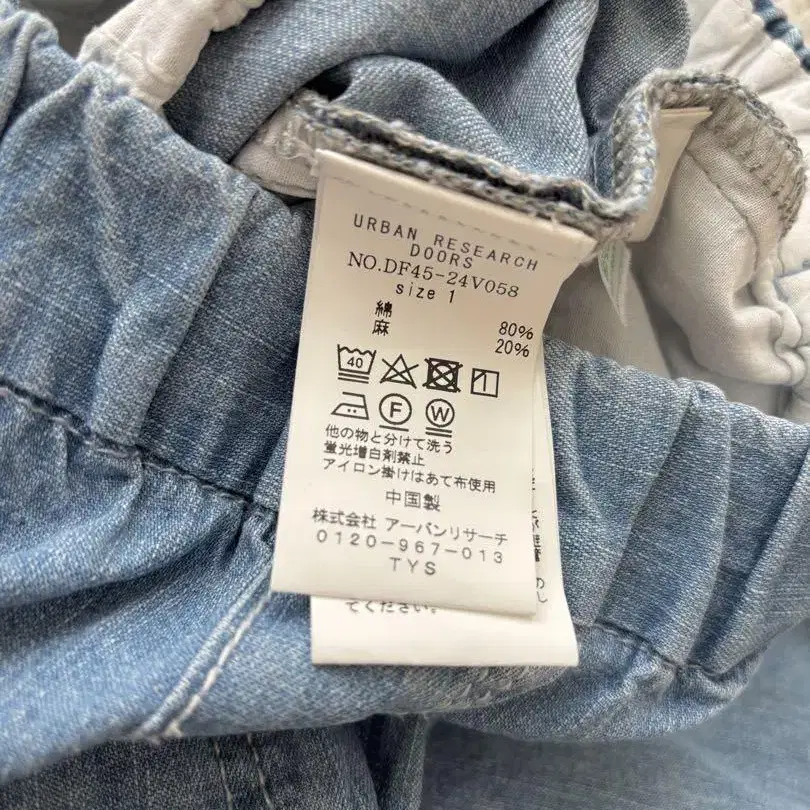 URBAN RESEARCH
DOORS
NO.DF45-24V058
size 1
綿 80%
麻 20%
40
F W
他の物と分けて洗う
蛍光増白剤禁止
アイロン掛けはあて布使用
中国製
株式会社 アーバンリサーチ
0120-967-013
TYS
てください。